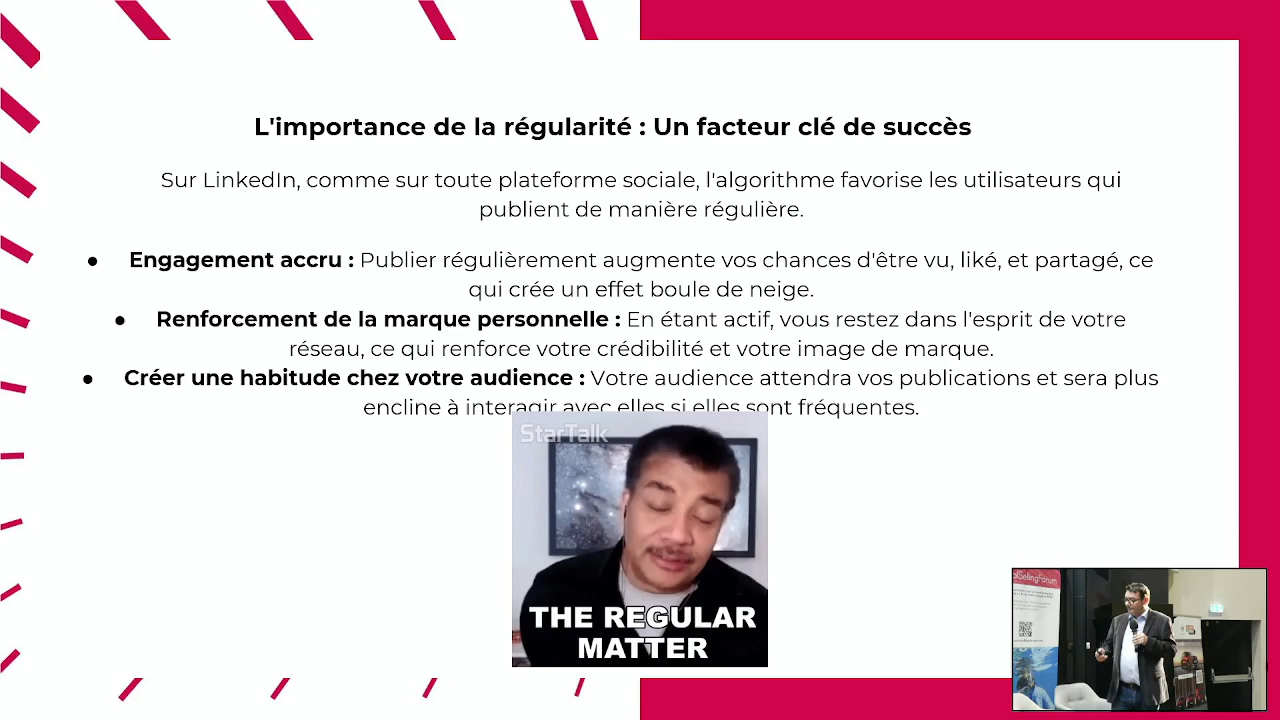 L'importance de la régularité : Un facteur clé de succès
Sur LinkedIn, comme sur toute plateforme sociale, l'algorithme favorise les utilisateurs qui
publient de manière régulière.
● Engagement accru : Publier régulièrement augmente vos chances d'être vu, liké, et partagé, ce
qui crée un effet boule de neige.
● Renforcement de la marque personnelle : En étant actif, vous restez dans l'esprit de votre
réseau, ce qui renforce votre crédibilité et votre image de marque.
● Créer une habitude chez votre audience : Votre audience attendra vos publications et sera plus
encline à interagir avec elles si elles sont fréquentes.
StarTalk
THE REGULAR
MATTER
alSellingForum